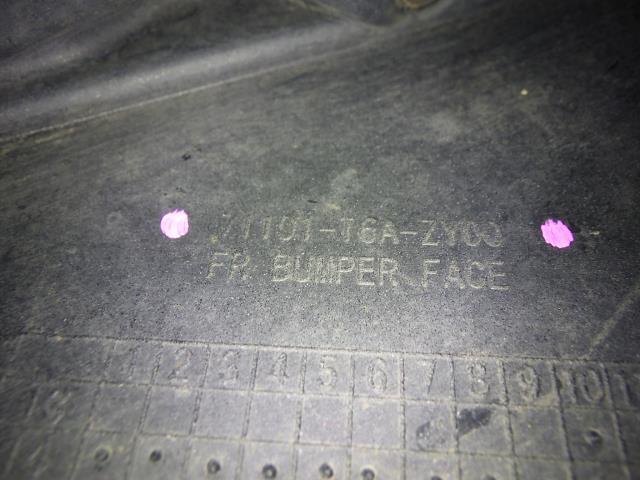 71101-T6A-ZY00
FR BUMPER FACE
1 2 3 4 5 6 7 8 9 10